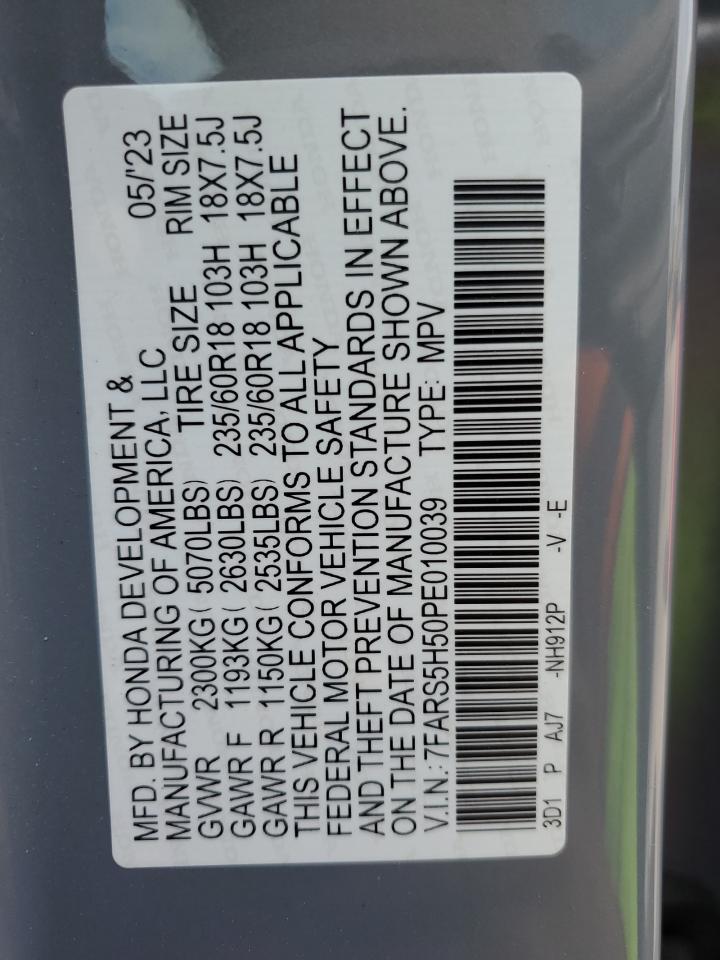 MFD. BY HONDA DEVELOPMENT & 05/'23
MANUFACTURING OF AMERICA, LLC
TIRE SIZE RIM SIZE
GVWR 2300KG( 5070LBS)
GAWR F 1193KG( 2630LBS) 235/60R18 103H 18X7.5J
GAWR R 1150KG( 2535LBS) 235/60R18 103H 18X7.5J
THIS VEHICLE CONFORMS TO ALL APPLICABLE
FEDERAL MOTOR VEHICLE SAFETY
AND THEFT PREVENTION STANDARDS IN EFFECT
ON THE DATE OF MANUFACTURE SHOWN ABOVE.
V.I.N.: 7FARS5H50PE010039 TYPE: MPV
3D1 P AJ7 -NH912P -V -E